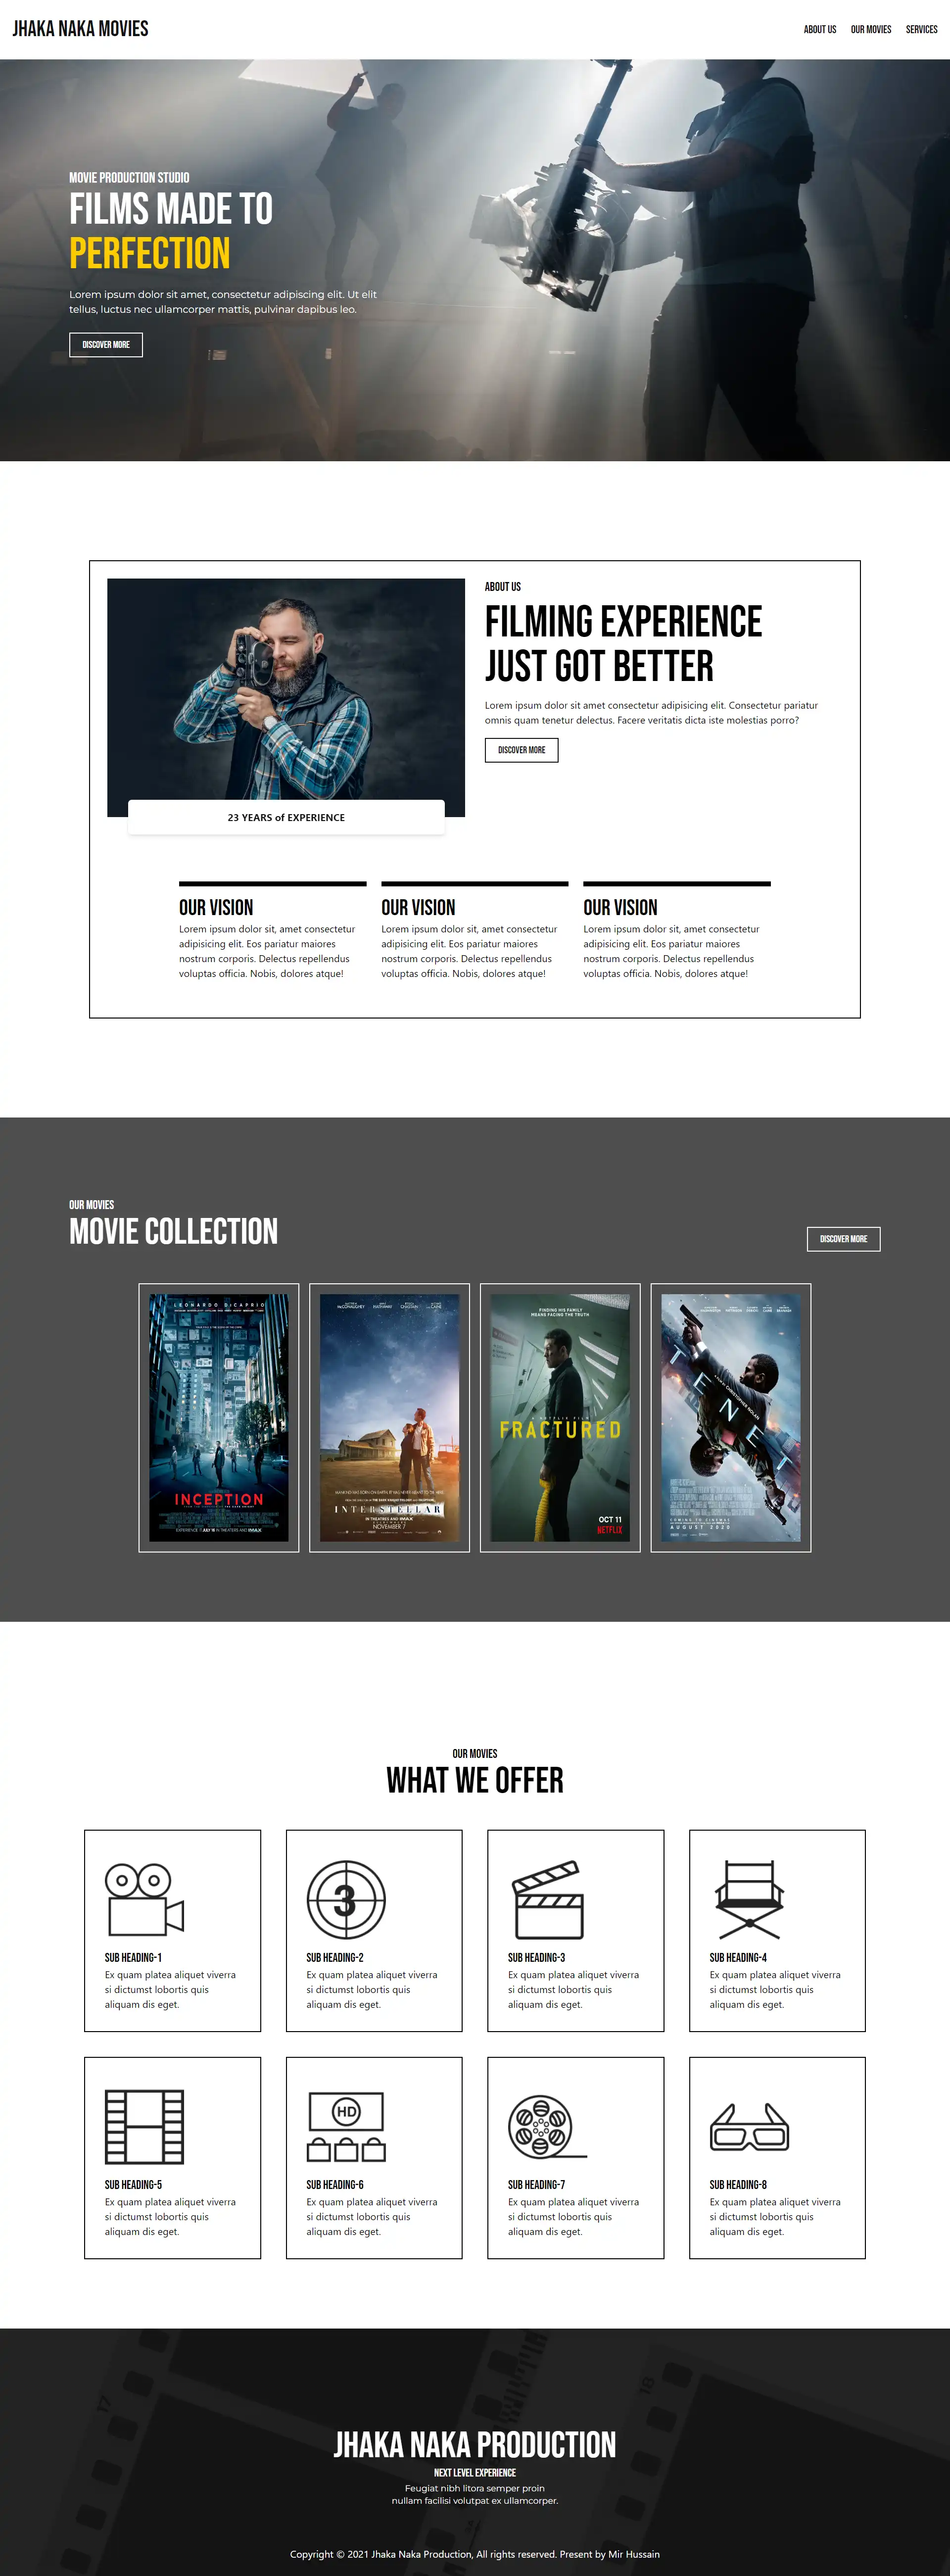 JHAKA NAKA MOVIES
ABOUT US OUR MOVIES SERVICES
MOVIE PRODUCTION STUDIO
FILMS MADE TO
PERFECTION
Lorem ipsum dolor sit amet, consectetur adipiscing elit. Ut elit
tellus, luctus nec ullamcorper mattis, pulvinar dapibus leo.
DISCOVER MORE
23 YEARS of EXPERIENCE
ABOUT US
FILMING EXPERIENCE
JUST GOT BETTER
Lorem ipsum dolor sit amet consectetur adipisicing elit. Consectetur pariatur
omnis quam tenetur delectus. Facere veritatis dicta iste molestias porro?
DISCOVER MORE
OUR VISION
Lorem ipsum dolor sit, amet consectetur
adipisicing elit. Eos pariatur maiores
nostrum corporis. Delectus repellendus
voluptas officia. Nobis, dolores atque!
OUR VISION
Lorem ipsum dolor sit, amet consectetur
adipisicing elit. Eos pariatur maiores
nostrum corporis. Delectus repellendus
voluptas officia. Nobis, dolores atque!
OUR VISION
Lorem ipsum dolor sit, amet consectetur
adipisicing elit. Eos pariatur maiores
nostrum corporis. Delectus repellendus
voluptas officia. Nobis, dolores atque!
OUR MOVIES
MOVIE COLLECTION
DISCOVER MORE
LEONARDO DICAPRIO
INCEPTION
INTERSTELLAR
IN THEATRES AND IMAX
NOVEMBER 7
FINDING HIS FAMILY
MEANS FACING THE TRUTH
A NETFLIX FILM
FRACTURED
OCT 11
NETFLIX
TENET
COMING TO CINEMAS
AUGUST 2020
OUR MOVIES
WHAT WE OFFER
SUB HEADING-1
Ex quam platea aliquet viverra
si dictumst lobortis quis
aliquam dis eget.
3
SUB HEADING-2
Ex quam platea aliquet viverra
si dictumst lobortis quis
aliquam dis eget.
SUB HEADING-3
Ex quam platea aliquet viverra
si dictumst lobortis quis
aliquam dis eget.
SUB HEADING-4
Ex quam platea aliquet viverra
si dictumst lobortis quis
aliquam dis eget.
SUB HEADING-5
Ex quam platea aliquet viverra
si dictumst lobortis quis
aliquam dis eget.
HD
SUB HEADING-6
Ex quam platea aliquet viverra
si dictumst lobortis quis
aliquam dis eget.
SUB HEADING-7
Ex quam platea aliquet viverra
si dictumst lobortis quis
aliquam dis eget.
SUB HEADING-8
Ex quam platea aliquet viverra
si dictumst lobortis quis
aliquam dis eget.
17
18
JHAKA NAKA PRODUCTION
NEXT LEVEL EXPERIENCE
Feugiat nibh litora semper proin
nullam facilisi volutpat ex ullamcorper.
Copyright © 2021 Jhaka Naka Production, All rights reserved. Present by Mir Hussain